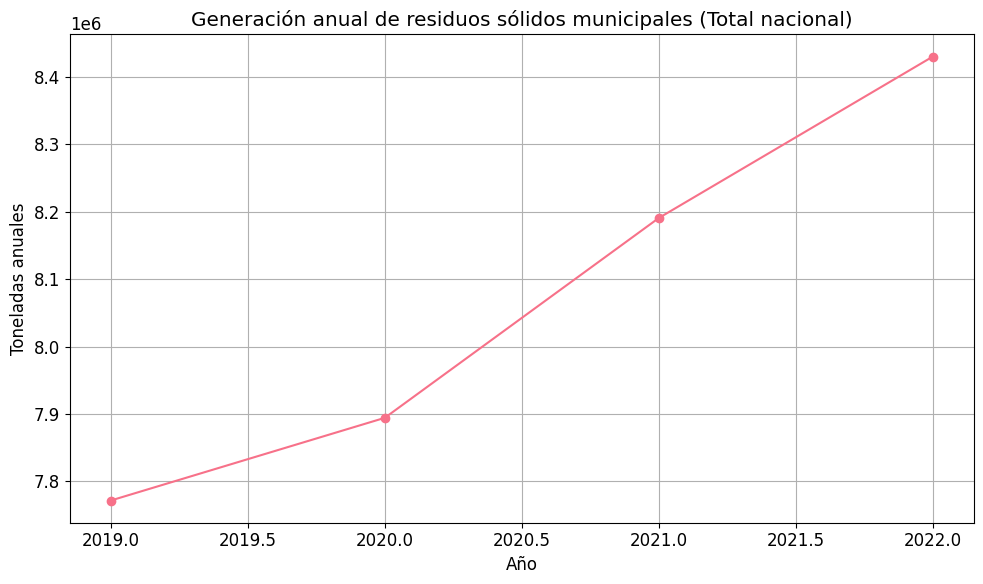 Generación anual de residuos sólidos municipales (Total nacional)
1e6
8.4
8.3
8.2
8.1
8.0
7.9
7.8
Toneladas anuales
2019.0 2019.5 2020.0 2020.5 2021.0 2021.5 2022.0
Año